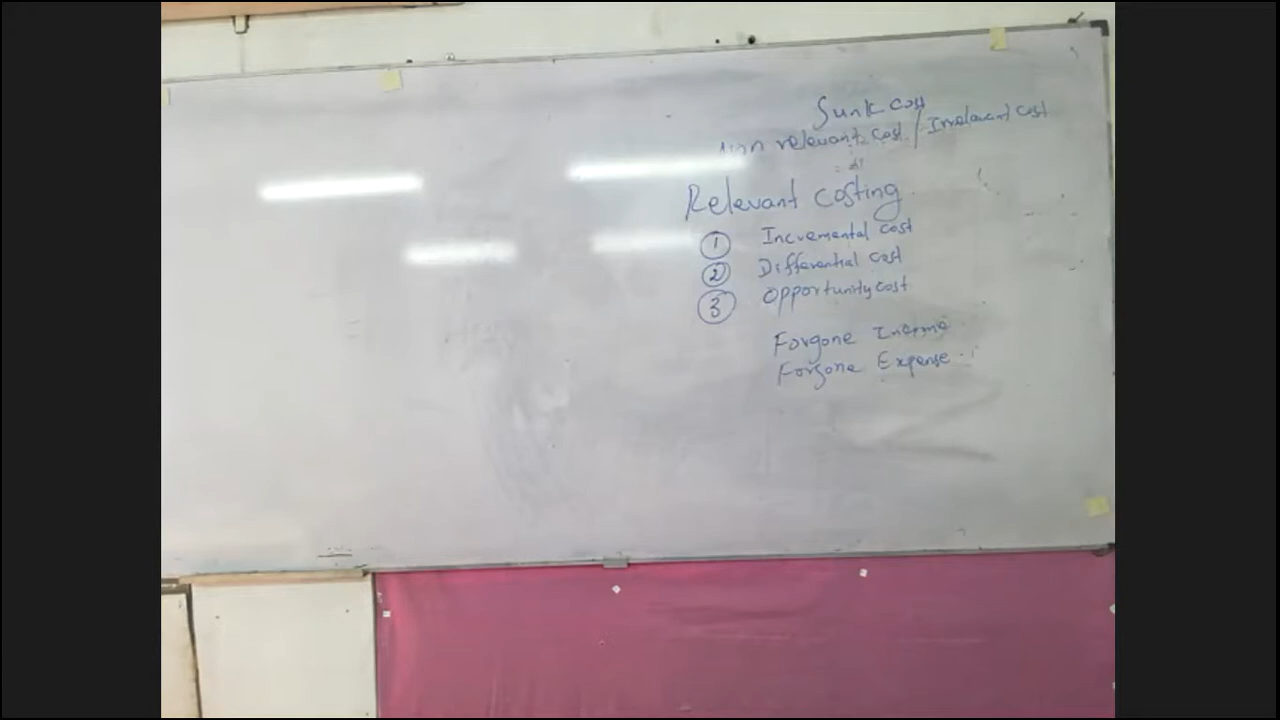 Sunk cost
Non relevant cost / Irrelavant cost
Relevant Costing
① Incremental cost
② Differential cost
③ Opportunity cost
Forgone Income
Forgone Expense